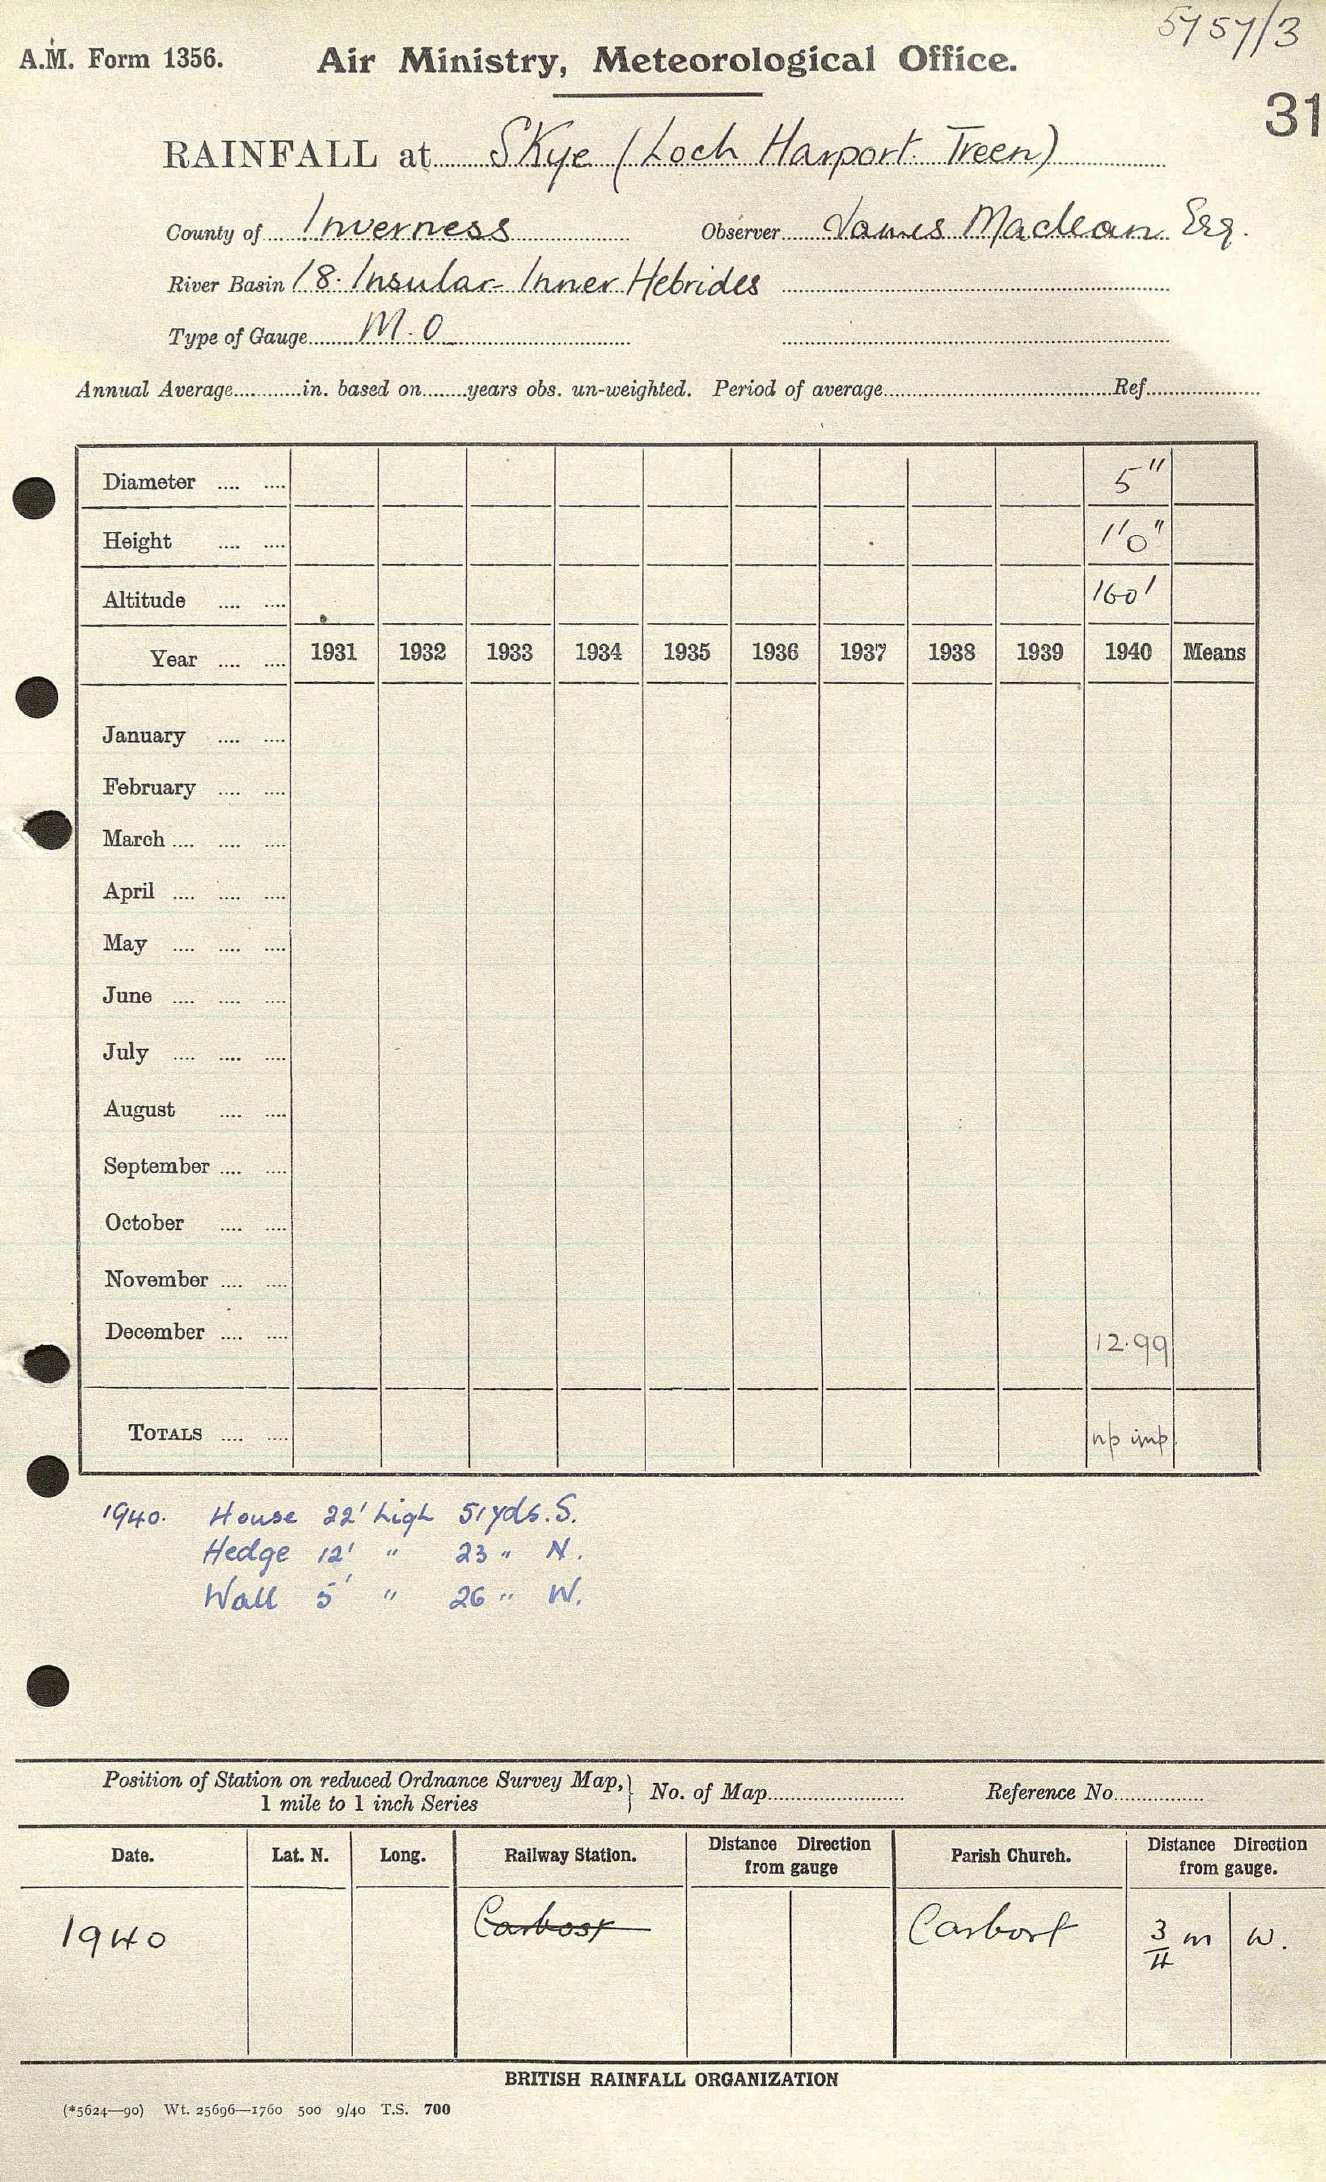 5757/3
A.M. Form 1356. Air Ministry, Meteorological Office.
31
RAINFALL at Skye (Loch Harport. Treen)
County of Inverness Observer James Maclean Esq.
River Basin 18. Insular- Inner Hebrides
Type of Gauge M.O
Annual Average in. based on years obs. un-weighted. Period of average Ref
Diameter 5"
Height 1'0"
Altitude 160'
Year 1931 1932 1933 1934 1935 1936 1937 1938 1939 1940 Means
January
February
March
April
May
June
July
August
September
October
November
December 12.99
TOTALS np imp.
1940. House 22' high 51 yds. S.
Hedge 12' " 23 " N.
Wall 5' " 26 " W.
Position of Station on reduced Ordnance Survey Map, 1 mile to 1 inch Series } No. of Map Reference No.
Date. Lat. N. Long. Railway Station. Distance Direction from gauge Parish Church. Distance Direction from gauge.
1940 Carbost Carbost 3/4 m W.
BRITISH RAINFALL ORGANIZATION
(*5624—90) Wt. 25696—1760 500 9/40 T.S. 700